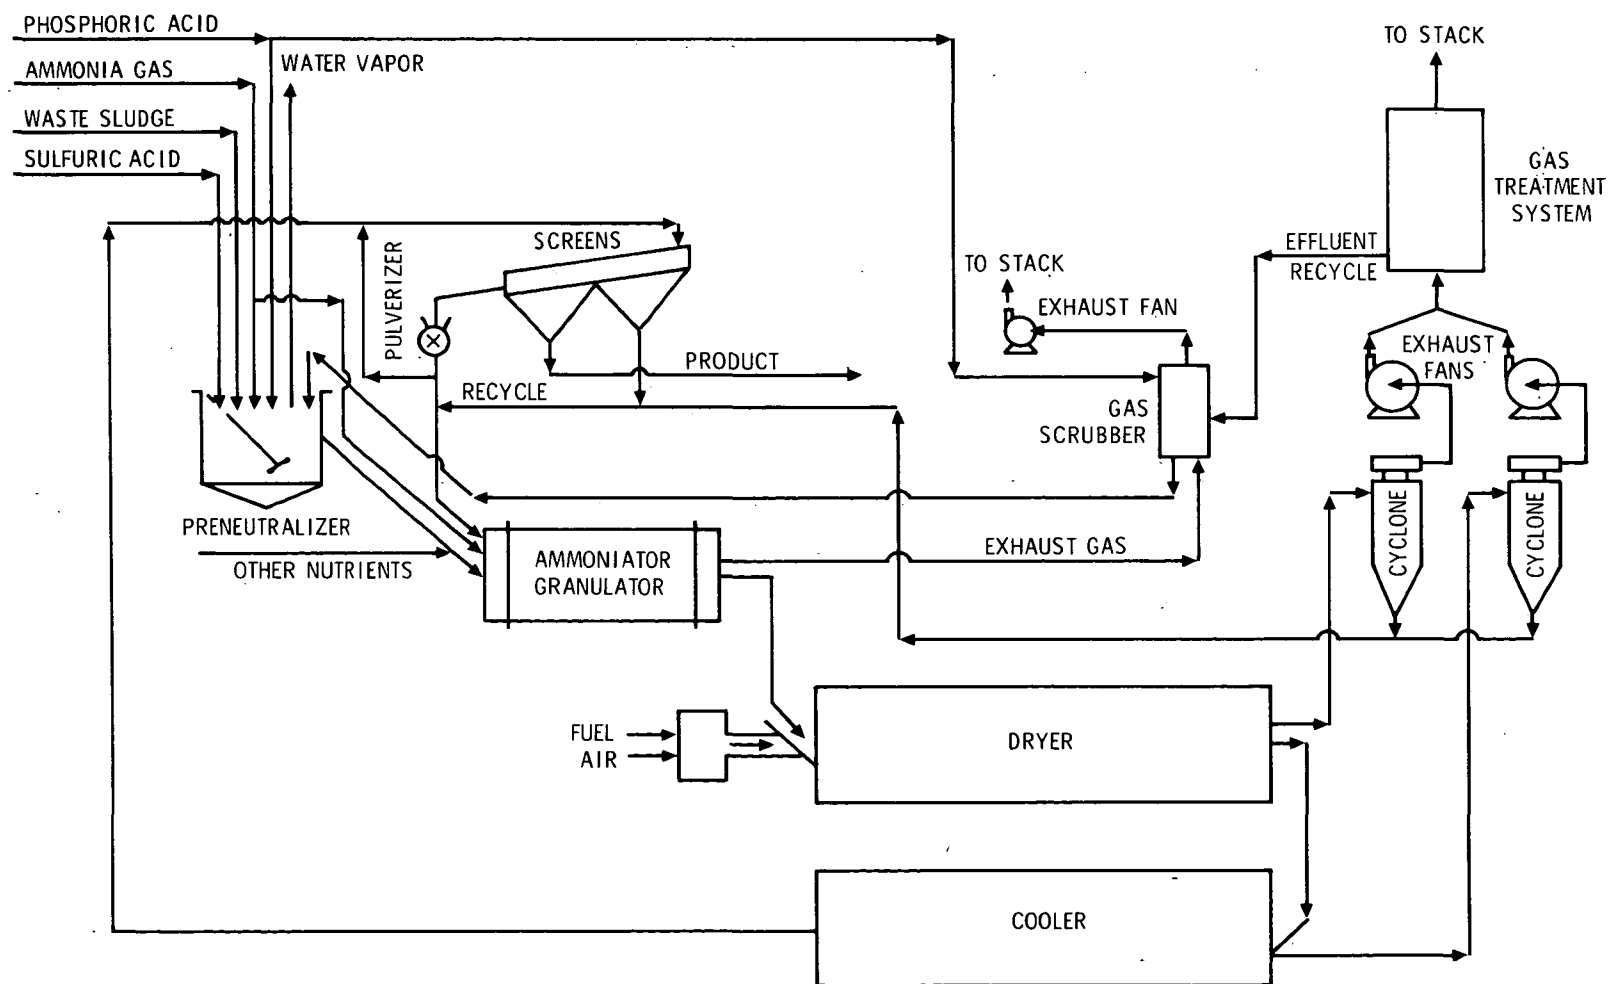 PHOSPHORIC ACID
AMMONIA GAS
WATER VAPOR
WASTE SLUDGE
SULFURIC ACID
TO STACK
GAS
TREATMENT
SYSTEM
SCREENS
PULVERIZER
EFFLUENT
RECYCLE
TO STACK
EXHAUST FAN
EXHAUST
FANS
PRODUCT
RECYCLE
GAS
SCRUBBER
PRENEUTRALIZER
OTHER NUTRIENTS
AMMONIATOR
GRANULATOR
EXHAUST GAS
CYCLONE
CYCLONE
FUEL
AIR
DRYER
COOLER